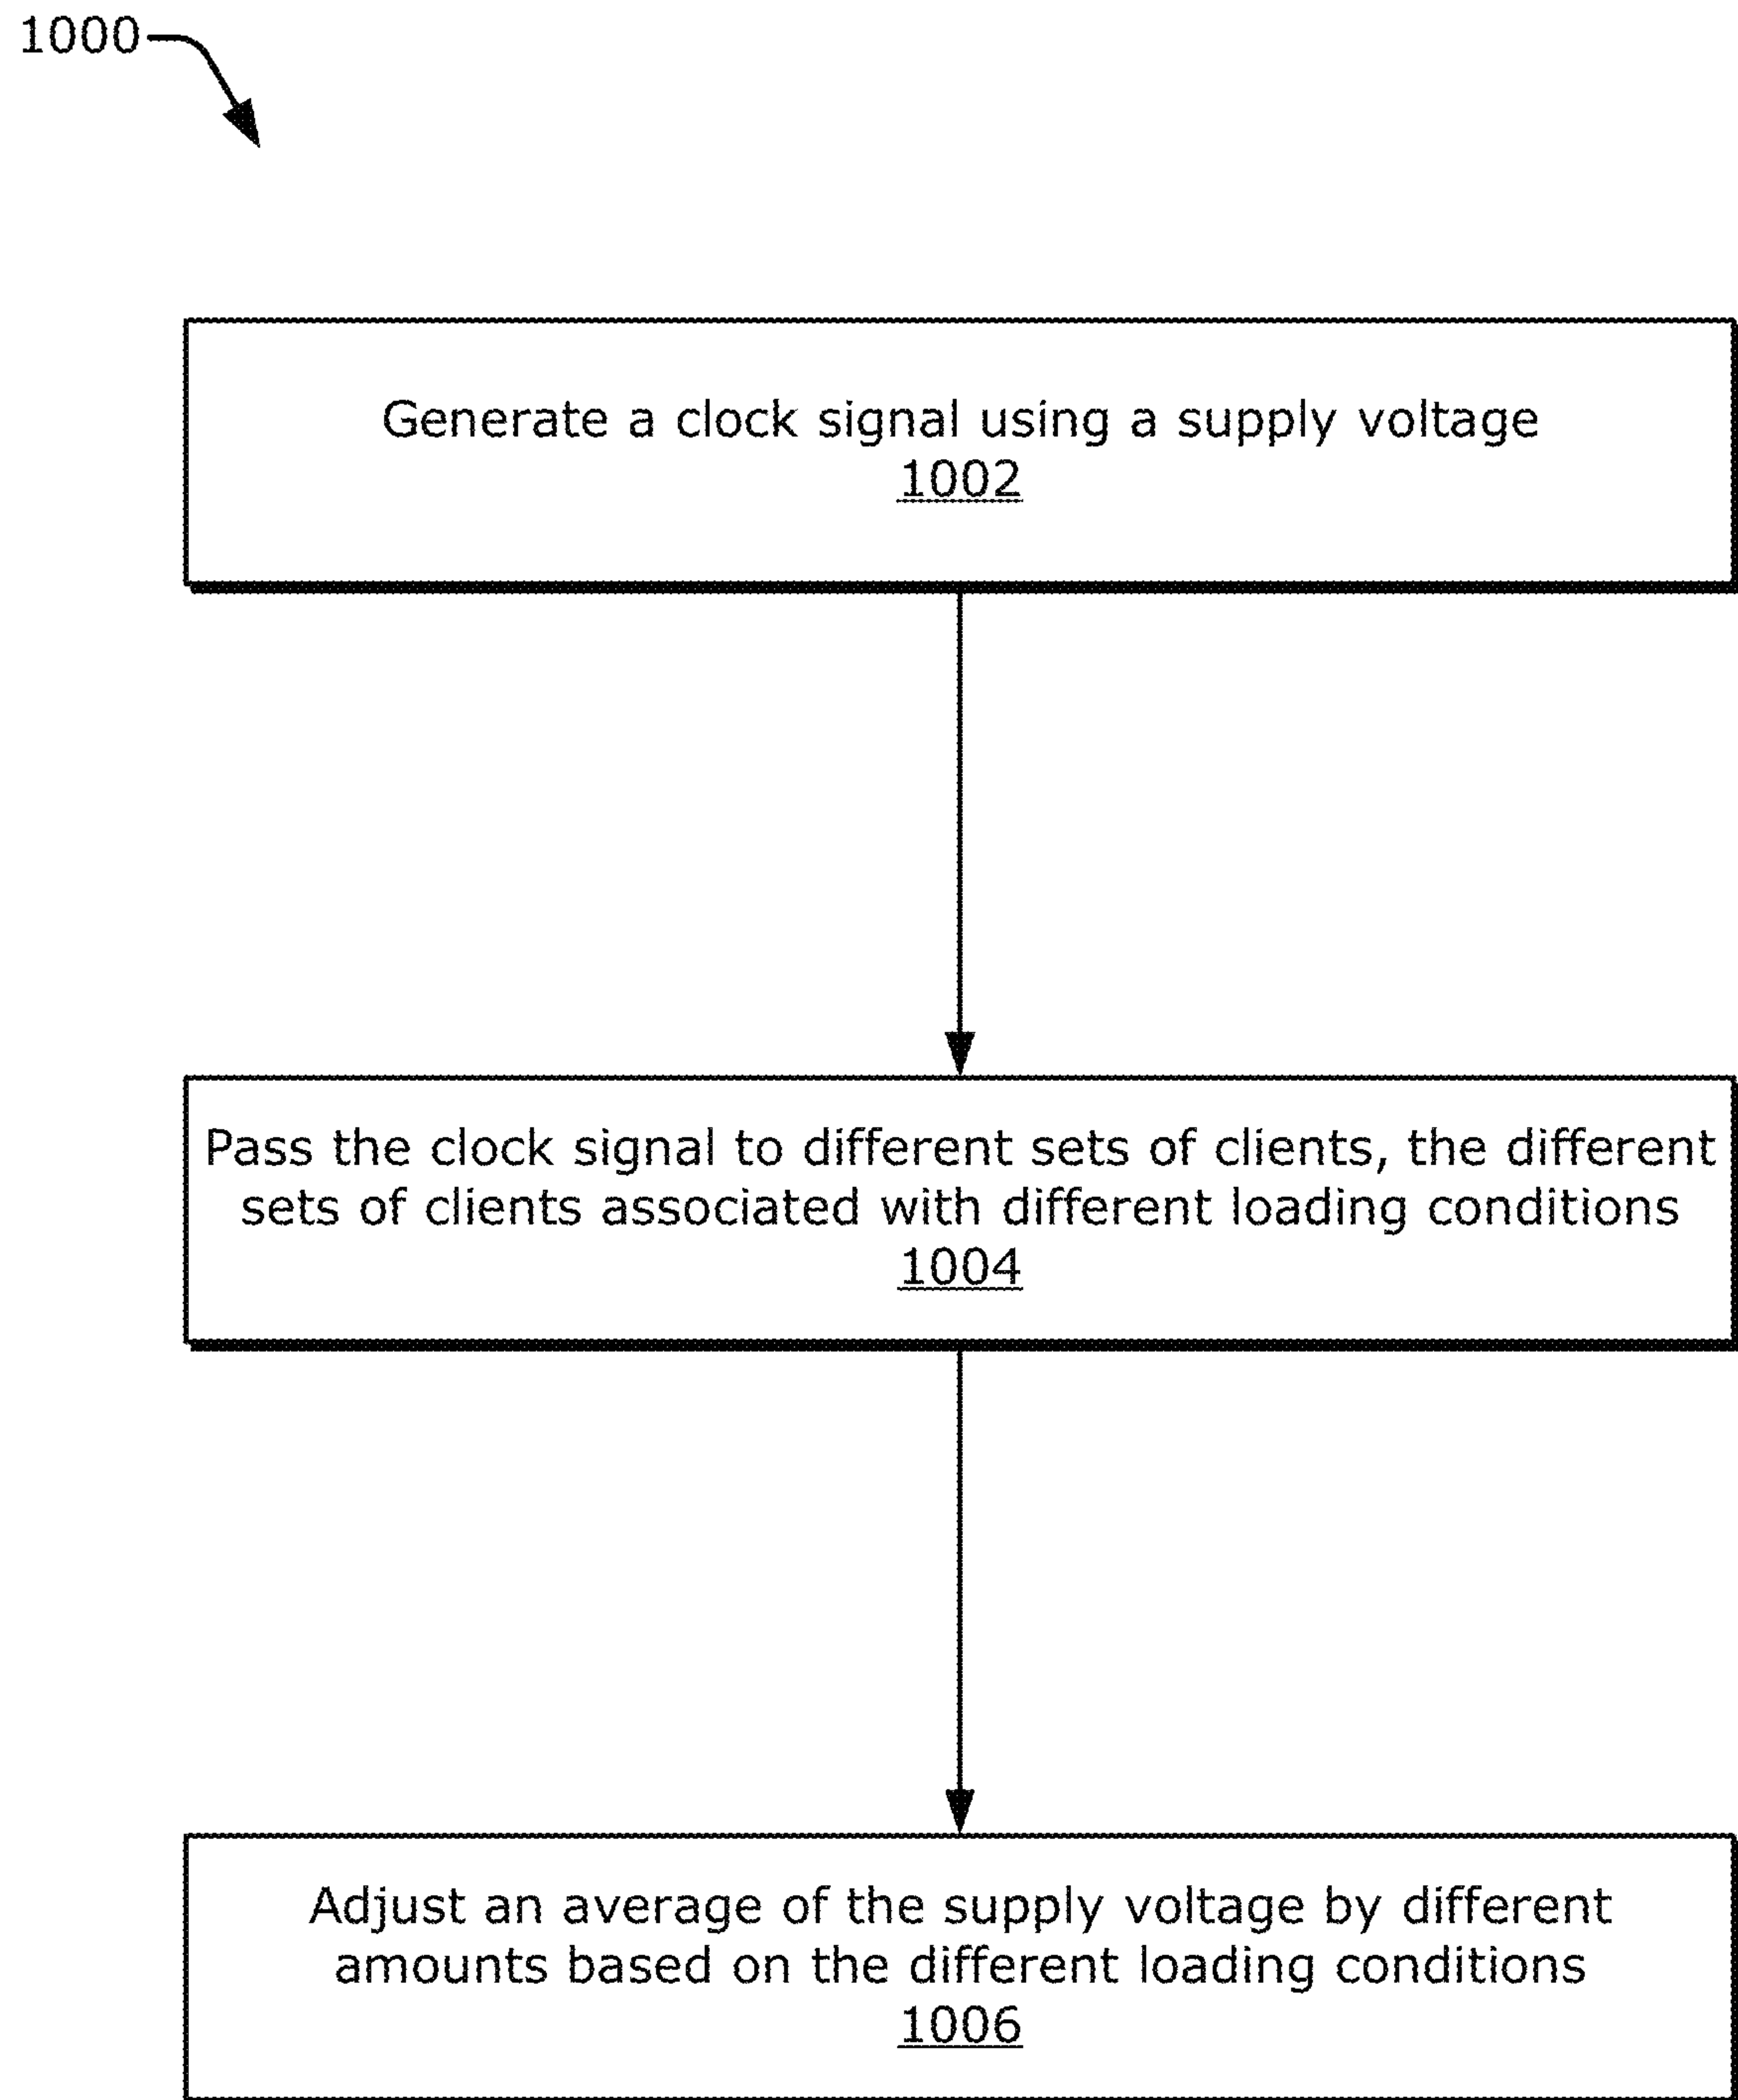 1000
Generate a clock signal using a supply voltage
1002
Pass the clock signal to different sets of clients, the different
sets of clients associated with different loading conditions
1004
Adjust an average of the supply voltage by different
amounts based on the different loading conditions
1006